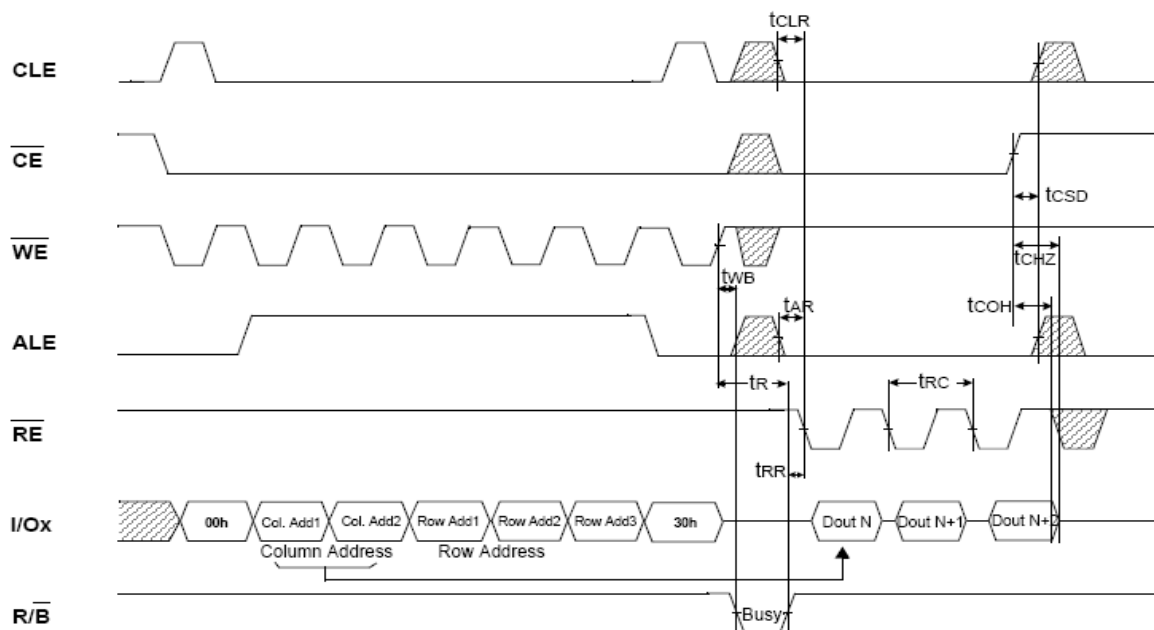 tCLR
CLE
CE
tCSD
WE
tCHZ
tWB
tCOH
tAR
ALE
tR
tRC
RE
tRR
I/Ox
00h
Col. Add1
Col. Add2
Row Add1
Row Add2
Row Add3
30h
Dout N
Dout N+1
Dout N+2
Column Address
Row Address
R/B
Busy